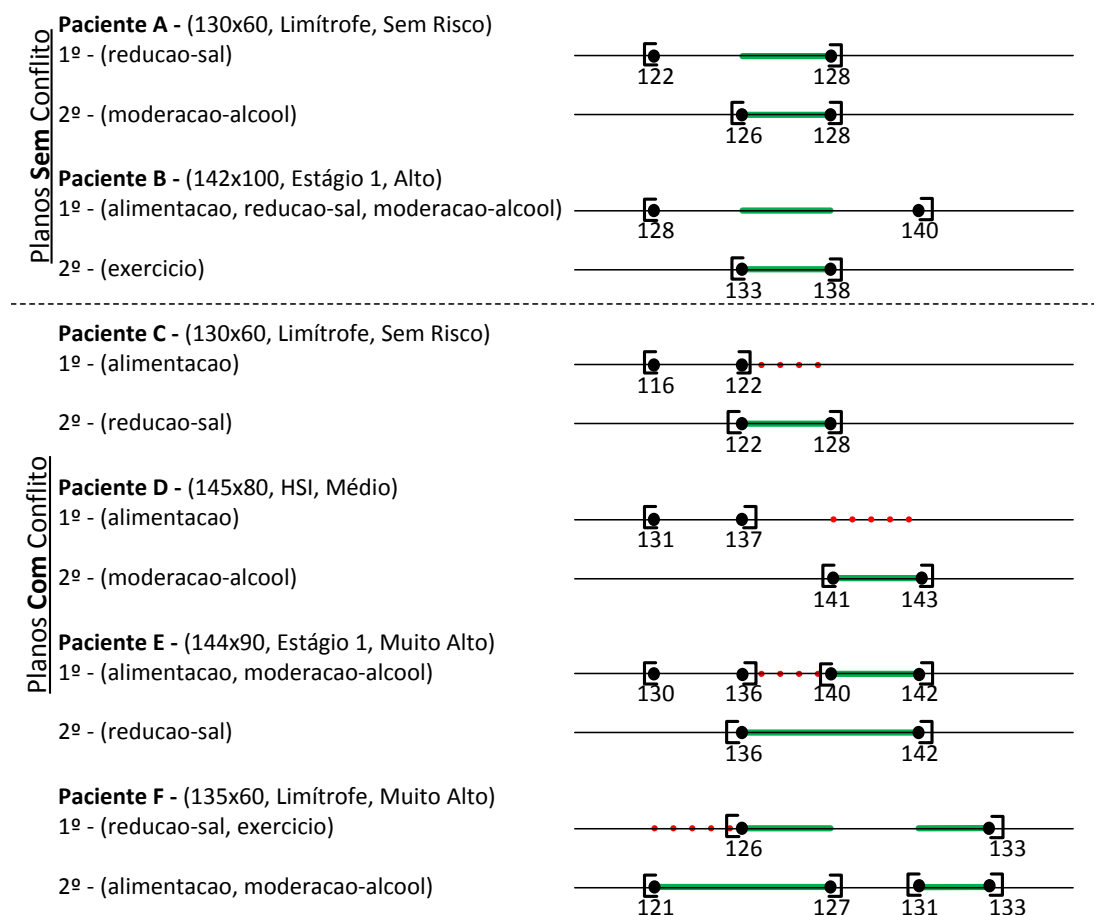 Planos Sem Conflito
Paciente A - (130x60, Limítrofe, Sem Risco)
1º - (reducao-sal)
122 128
2º - (moderacao-alcool)
126 128
Paciente B - (142x100, Estágio 1, Alto)
1º - (alimentacao, reducao-sal, moderacao-alcool)
128 140
2º - (exercicio)
133 138
Planos Com Conflito
Paciente C - (130x60, Limítrofe, Sem Risco)
1º - (alimentacao)
116 122
2º - (reducao-sal)
122 128
Paciente D - (145x80, HSI, Médio)
1º - (alimentacao)
131 137
2º - (moderacao-alcool)
141 143
Paciente E - (144x90, Estágio 1, Muito Alto)
1º - (alimentacao, moderacao-alcool)
130 136 140 142
2º - (reducao-sal)
136 142
Paciente F - (135x60, Limítrofe, Muito Alto)
1º - (reducao-sal, exercicio)
126 133
2º - (alimentacao, moderacao-alcool)
121 127 131 133